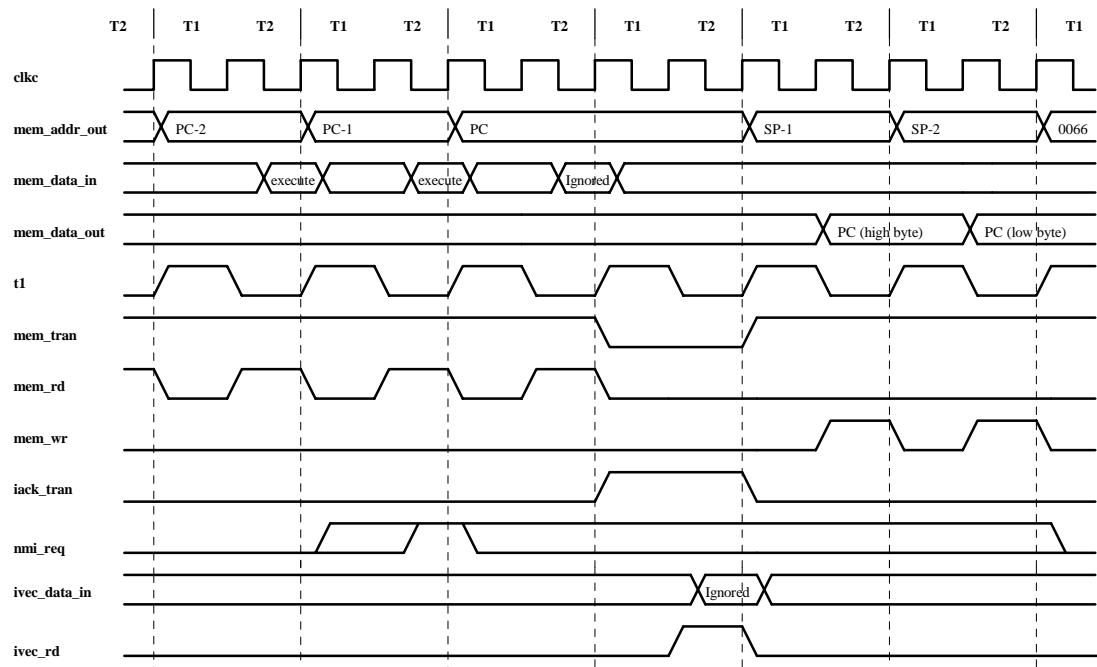 T2 T1 T2 T1 T2 T1 T2 T1 T2 T1 T2 T1 T2 T1
clkc
mem_addr_out PC-2 PC-1 PC SP-1 SP-2 0066
mem_data_in execute execute Ignored
mem_data_out PC (high byte) PC (low byte)
t1
mem_tran
mem_rd
mem_wr
iack_tran
nmi_req
ivec_data_in Ignored
ivec_rd